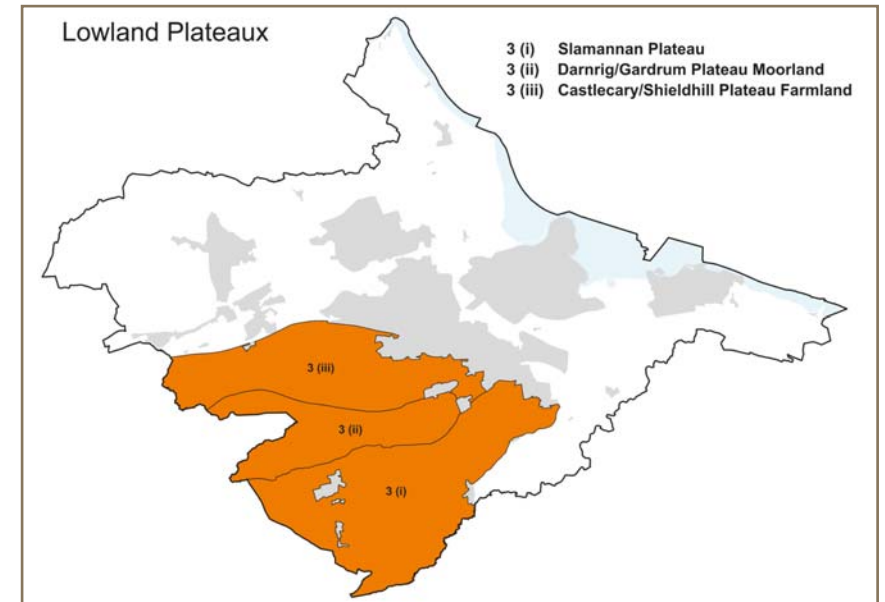 Lowland Plateaux
3 (i) Slamannan Plateau
3 (ii) Darnrig/Gardrum Plateau Moorland
3 (iii) Castlecary/Shieldhill Plateau Farmland
3 (iii)
3 (ii)
3 (i)